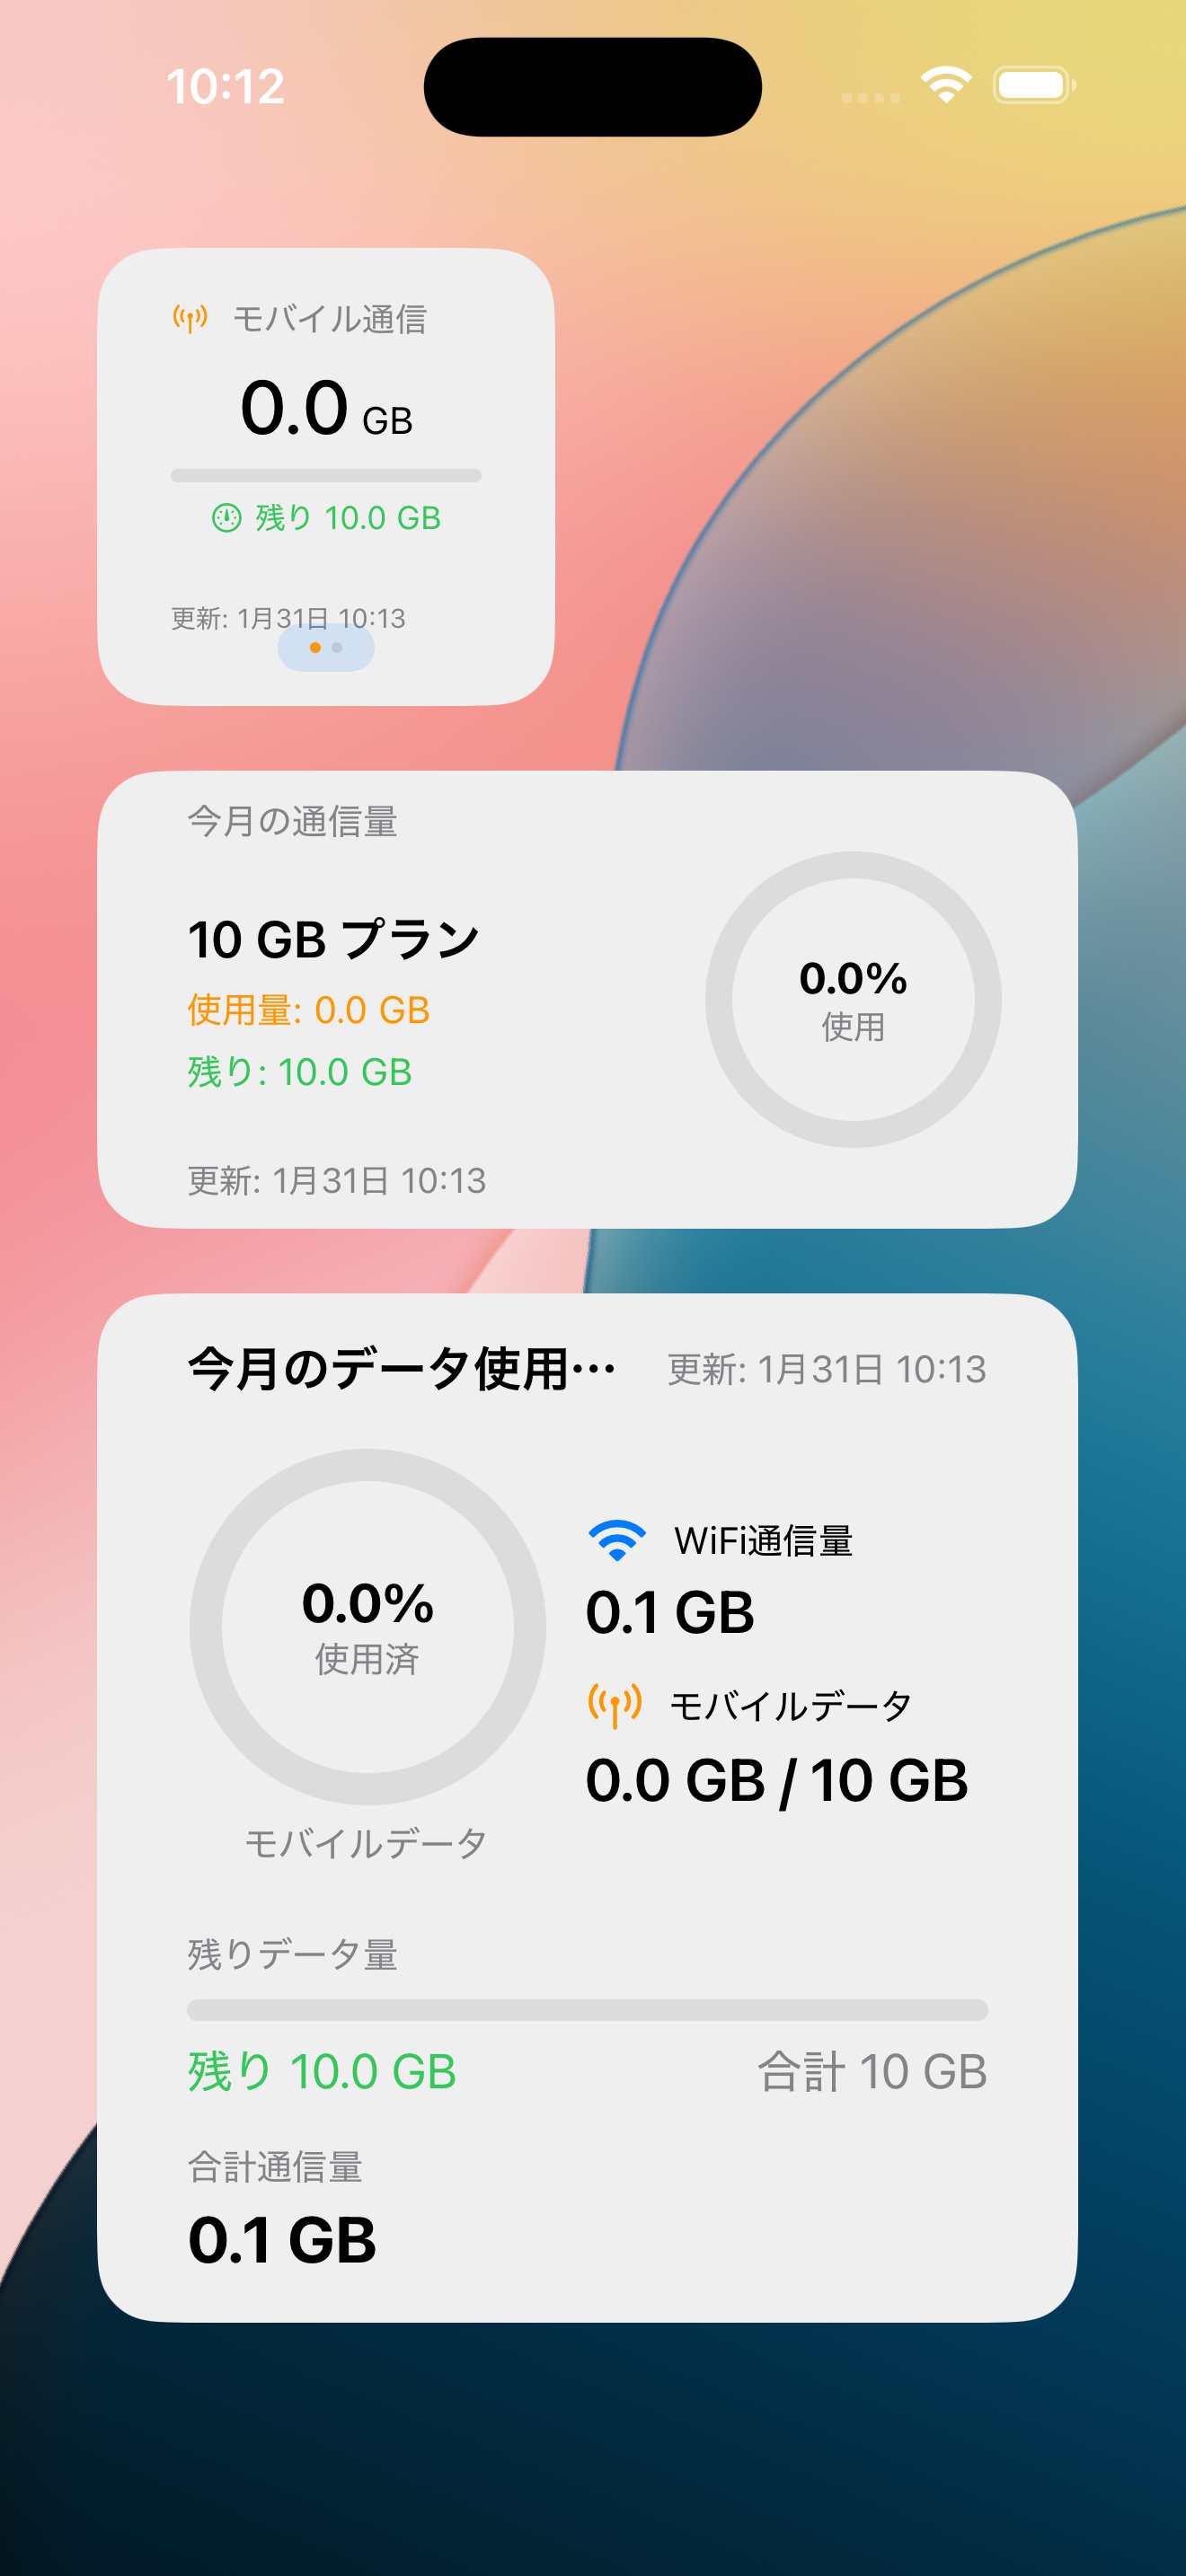 10:12
モバイル通信
0.0 GB
残り 10.0 GB
更新: 1月31日 10:13
今月の通信量
10 GB プラン
使用量: 0.0 GB
残り: 10.0 GB
更新: 1月31日 10:13
0.0%
使用
今月のデータ使用… 更新: 1月31日 10:13
0.0%
使用済
モバイルデータ
WiFi通信量
0.1 GB
モバイルデータ
0.0 GB / 10 GB
残りデータ量
残り 10.0 GB 合計 10 GB
合計通信量
0.1 GB